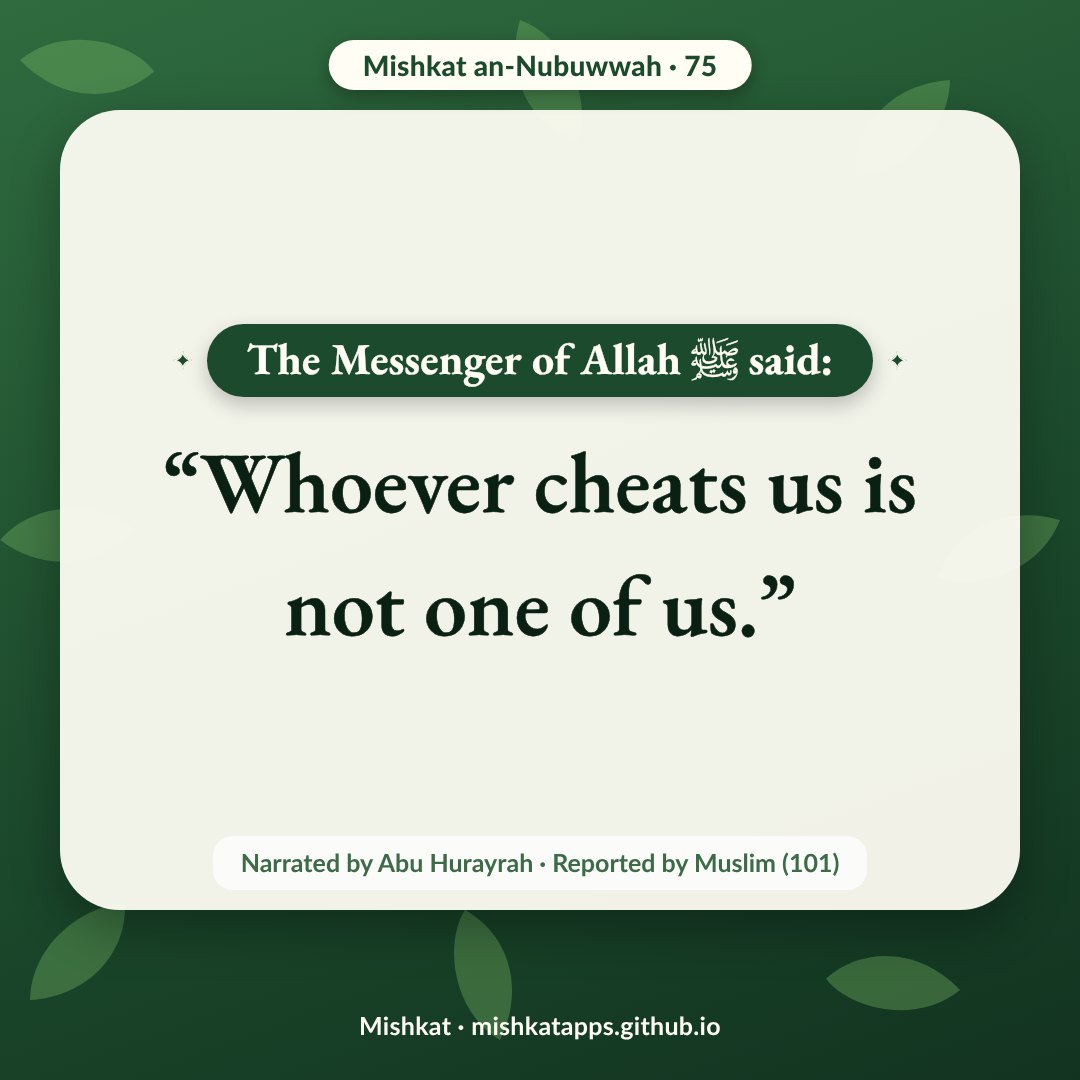 Mishkat an-Nubuwwah · 75
The Messenger of Allah ﷺ said:
“Whoever cheats us is
not one of us.”
Narrated by Abu Hurayrah · Reported by Muslim (101)
Mishkat · mishkatapps.github.io